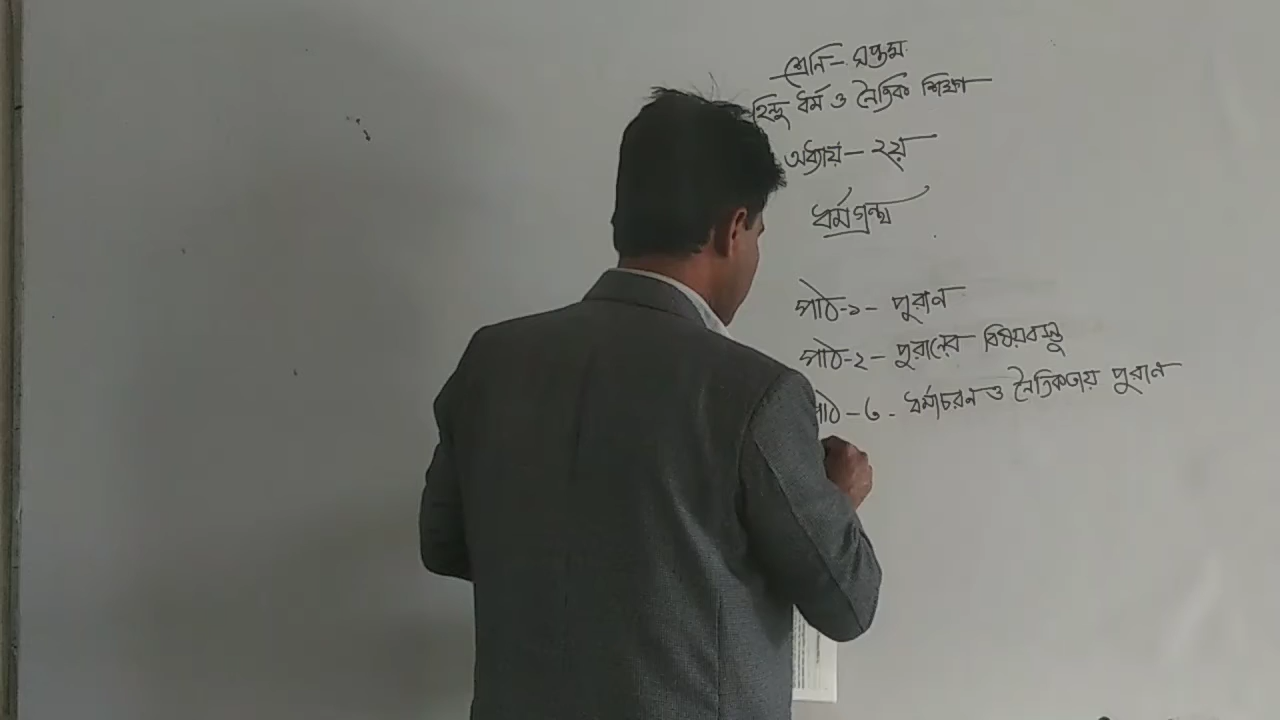 শ্রেনি - সপ্তম
হিন্দু ধর্ম ও নৈতিক শিক্ষা
অধ্যায় - ২য়
ধর্মগ্রন্থ
পাঠ-১- পুরান
পাঠ-২- পুরানের বিষয়বস্তু
পাঠ-৩- ধর্মাচরন ও নৈতিকতায় পুরান